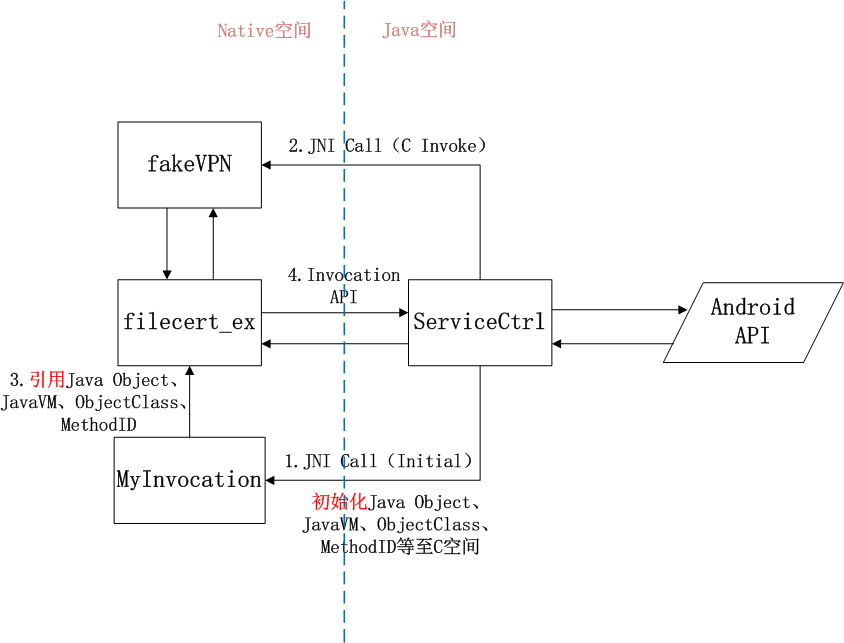 Native空间
Java空间
2.JNI Call（C Invoke）
fakeVPN
4.Invocation
API
filecert_ex
ServiceCtrl
Android
API
3.引用Java Object、
JavaVM、ObjectClass、
MethodID
MyInvocation
1.JNI Call（Initial）
初始化Java Object、
JavaVM、ObjectClass、
MethodID等至C空间